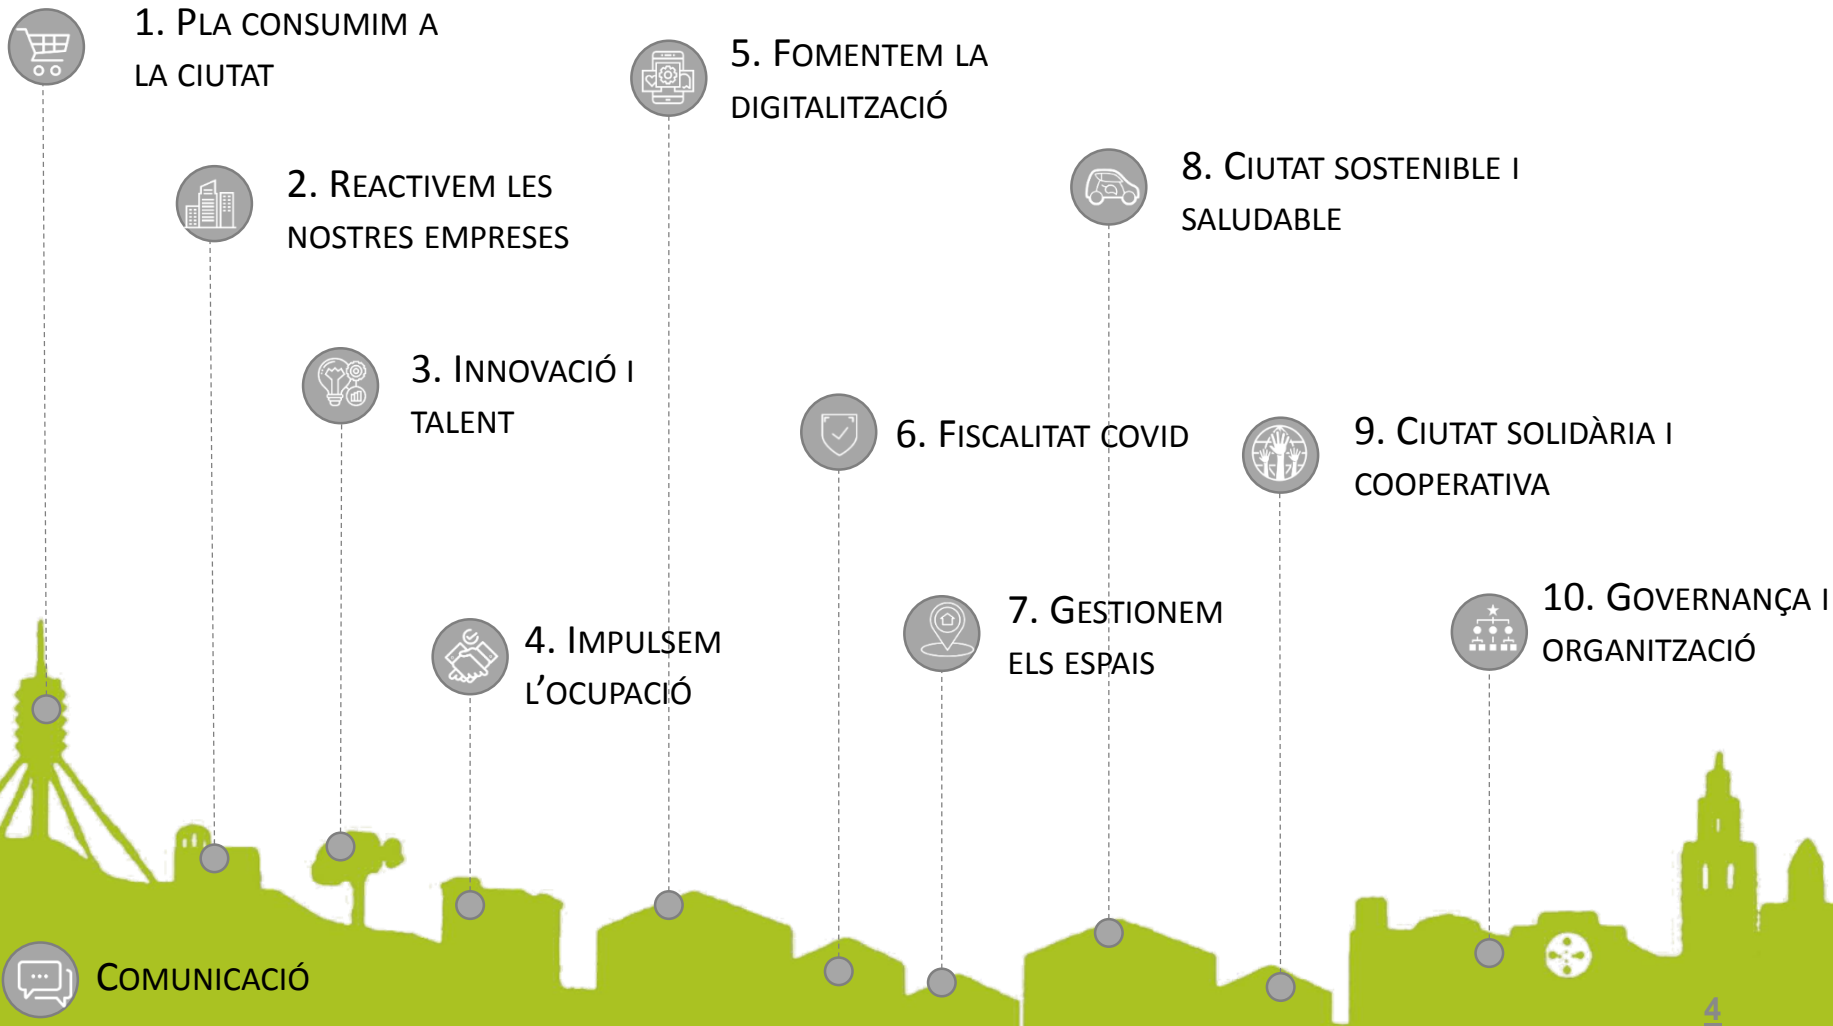 1. Pla consumim a
la ciutat
2. Reactivem les
nostres empreses
3. Innovació i
talent
4. Impulsem
l'ocupació
5. Fomentem la
digitalització
6. Fiscalitat covid
7. Gestionem
els espais
8. Ciutat sostenible i
saludable
9. Ciutat solidària i
cooperativa
10. Governança i
organització
Comunicació
4